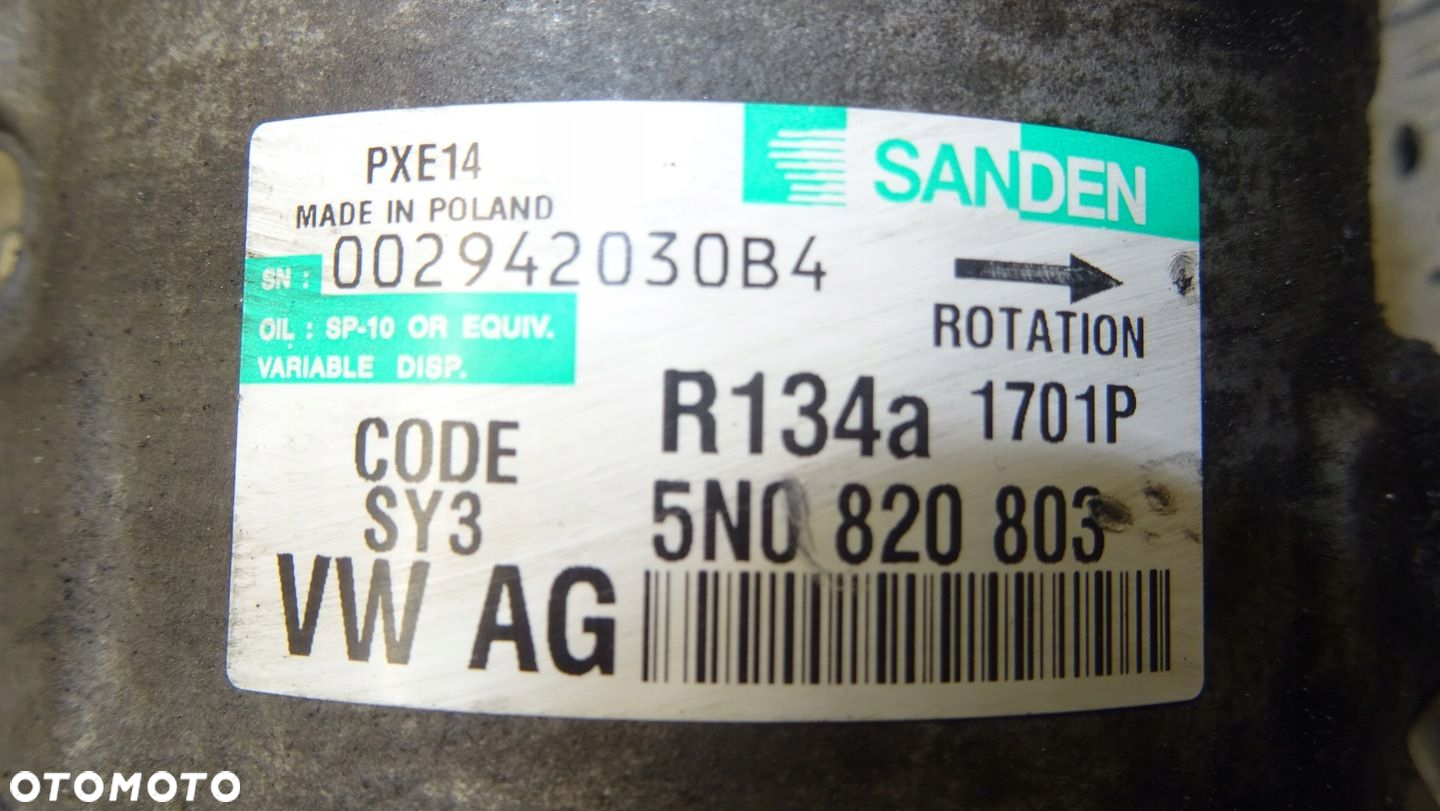 PXE14
MADE IN POLAND
SANDEN
SN : 002942030B4
ROTATION
OIL : SP-10 OR EQUIV.
VARIABLE DISP.
R134a 1701P
CODE
SY3
5N0 820 803
VW AG
OTOMOTO